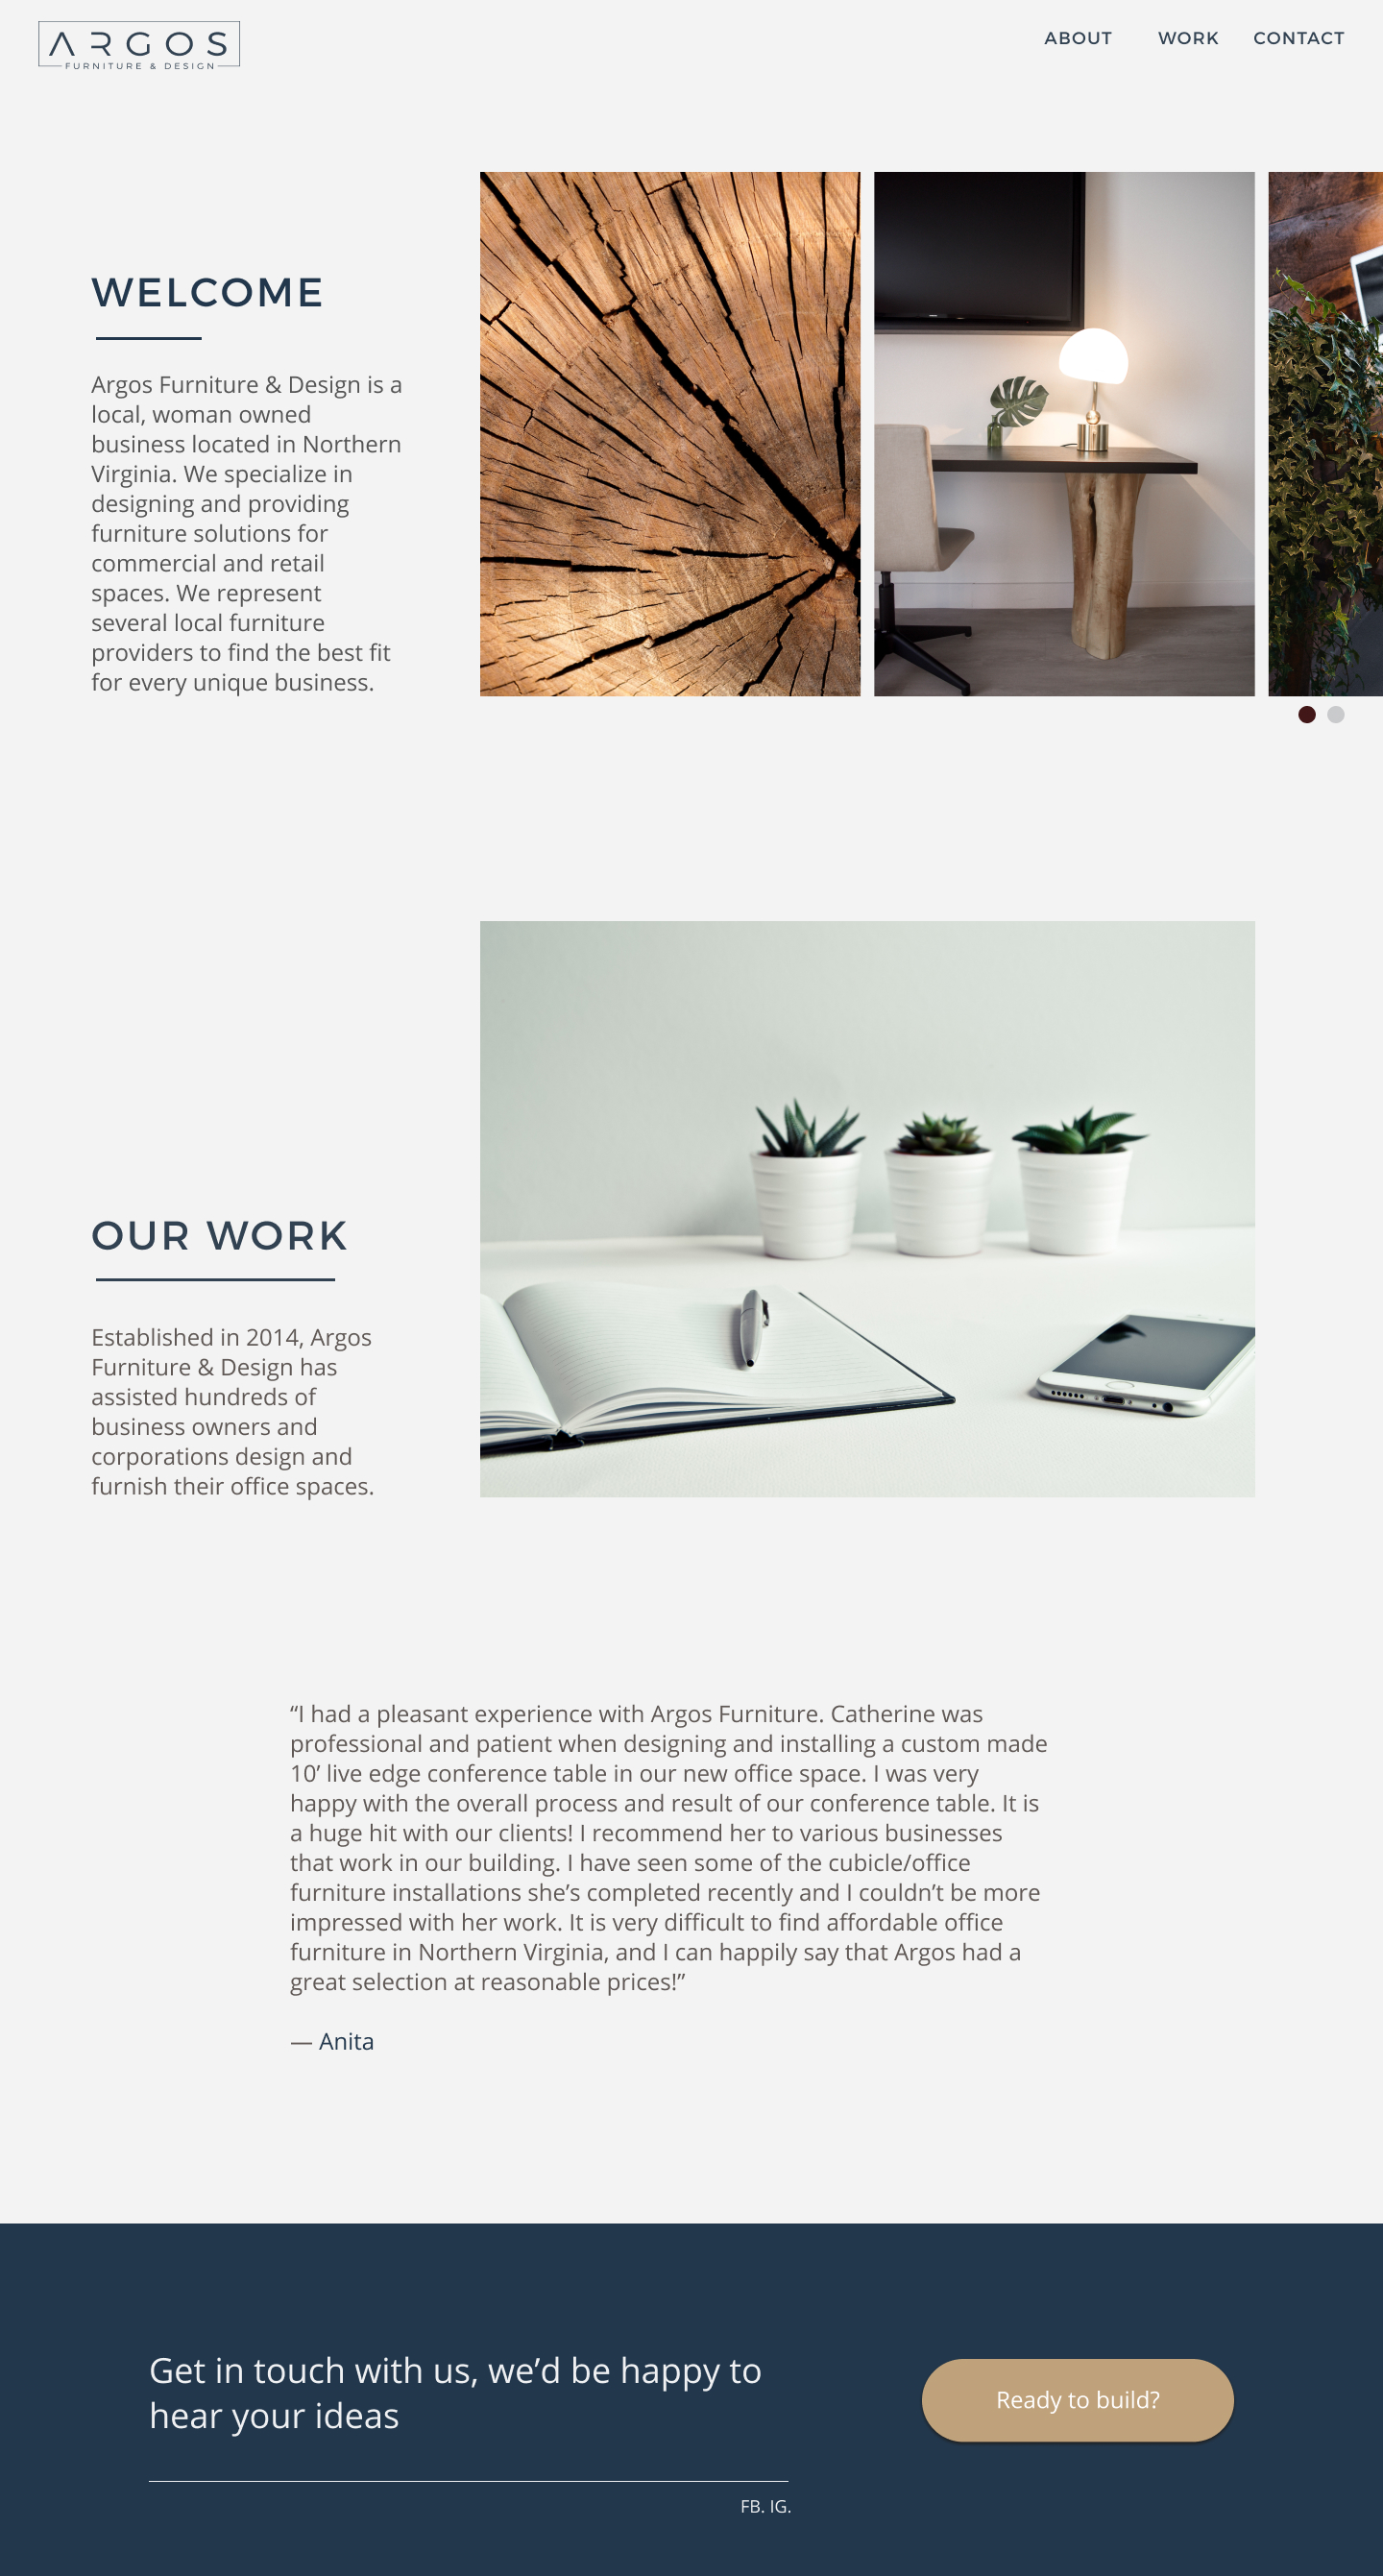 ARGOS
FURNITURE & DESIGN
ABOUT WORK CONTACT
WELCOME
Argos Furniture & Design is a
local, woman owned
business located in Northern
Virginia. We specialize in
designing and providing
furniture solutions for
commercial and retail
spaces. We represent
several local furniture
providers to find the best fit
for every unique business.
OUR WORK
Established in 2014, Argos
Furniture & Design has
assisted hundreds of
business owners and
corporations design and
furnish their office spaces.
“I had a pleasant experience with Argos Furniture. Catherine was
professional and patient when designing and installing a custom made
10’ live edge conference table in our new office space. I was very
happy with the overall process and result of our conference table. It is
a huge hit with our clients! I recommend her to various businesses
that work in our building. I have seen some of the cubicle/office
furniture installations she’s completed recently and I couldn’t be more
impressed with her work. It is very difficult to find affordable office
furniture in Northern Virginia, and I can happily say that Argos had a
great selection at reasonable prices!”
— Anita
Get in touch with us, we’d be happy to
hear your ideas
Ready to build?
FB. IG.